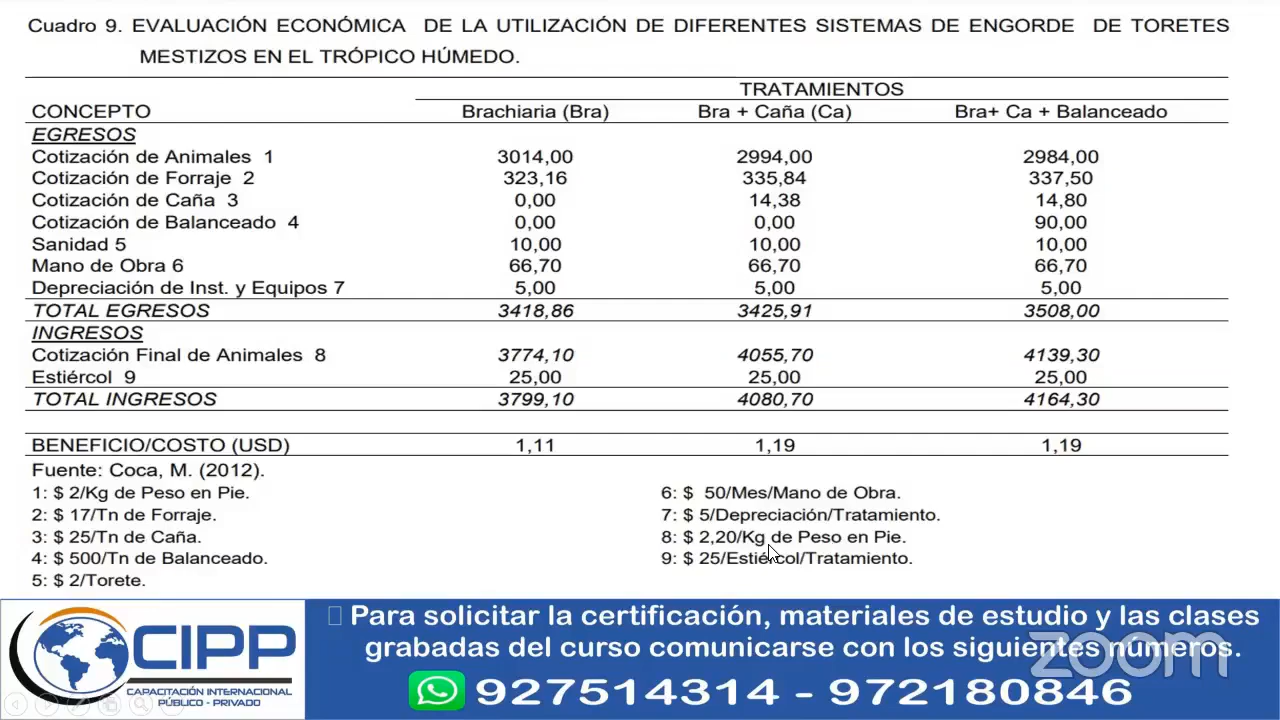 Cuadro 9. EVALUACIÓN ECONÓMICA DE LA UTILIZACIÓN DE DIFERENTES SISTEMAS DE ENGORDE DE TORETES
MESTIZOS EN EL TRÓPICO HÚMEDO.
TRATAMIENTOS
CONCEPTO Brachiaria (Bra) Bra + Caña (Ca) Bra+ Ca + Balanceado
EGRESOS
Cotización de Animales 1 3014,00 2994,00 2984,00
Cotización de Forraje 2 323,16 335,84 337,50
Cotización de Caña 3 0,00 14,38 14,80
Cotización de Balanceado 4 0,00 0,00 90,00
Sanidad 5 10,00 10,00 10,00
Mano de Obra 6 66,70 66,70 66,70
Depreciación de Inst. y Equipos 7 5,00 5,00 5,00
TOTAL EGRESOS 3418,86 3425,91 3508,00
INGRESOS
Cotización Final de Animales 8 3774,10 4055,70 4139,30
Estiércol 9 25,00 25,00 25,00
TOTAL INGRESOS 3799,10 4080,70 4164,30
BENEFICIO/COSTO (USD) 1,11 1,19 1,19
Fuente: Coca, M. (2012).
1: $ 2/Kg de Peso en Pie. 6: $ 50/Mes/Mano de Obra.
2: $ 17/Tn de Forraje. 7: $ 5/Depreciación/Tratamiento.
3: $ 25/Tn de Caña. 8: $ 2,20/Kg de Peso en Pie.
4: $ 500/Tn de Balanceado. 9: $ 25/Estiércol/Tratamiento.
5: $ 2/Torete.
Para solicitar la certificación, materiales de estudio y las clases
grabadas del curso comunicarse con los siguientes números.
927514314 - 972180846
CIPP
CAPACITACIÓN INTERNACIONAL
PÚBLICO - PRIVADO
zoom